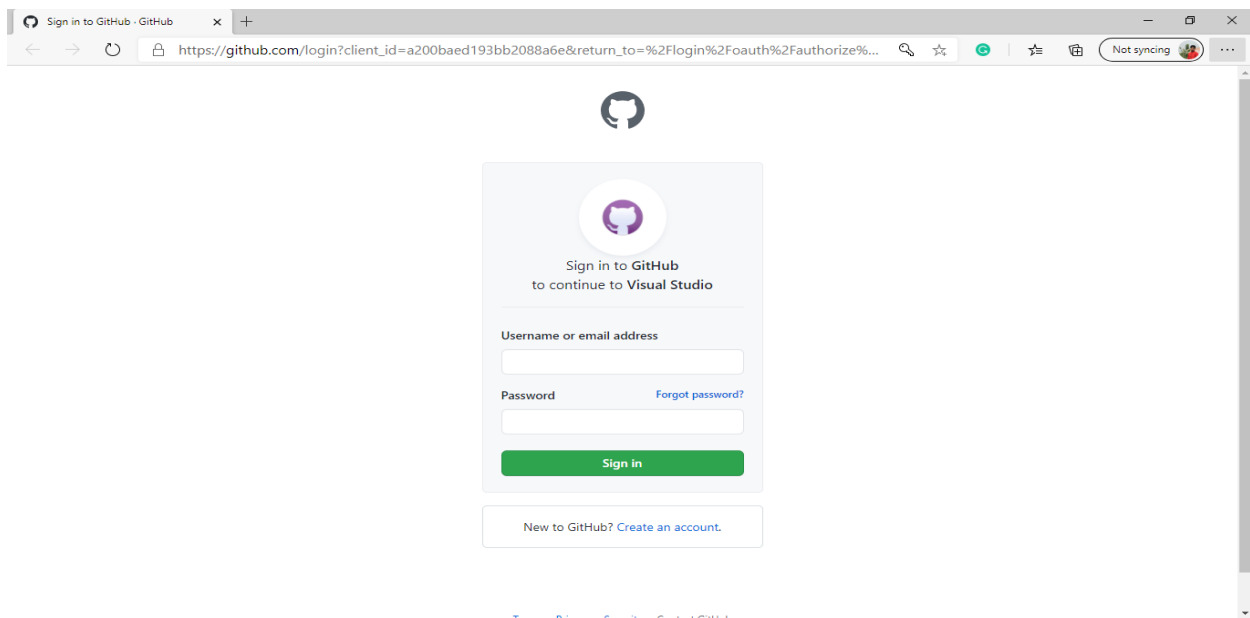 Sign in to GitHub · GitHub
https://github.com/login?client_id=a200baed193bb2088a6e&return_to=%2Flogin%2Foauth%2Fauthorize%...
Not syncing
Sign in to GitHub
to continue to Visual Studio
Username or email address
Password Forgot password?
Sign in
New to GitHub? Create an account.